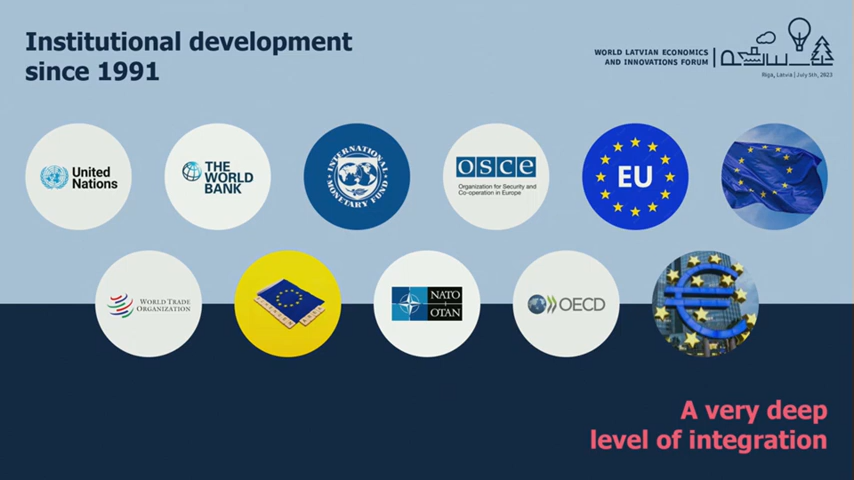 Institutional development
since 1991
WORLD LATVIAN ECONOMICS
AND INNOVATIONS FORUM
Riga, Latvia | July 5th, 2023
United
Nations
THE
WORLD
BANK
INTERNATIONAL
MONETARY FUND
OSCE
Organization for Security and
Co-operation in Europe
EU
WORLD TRADE
ORGANIZATION
NATO
OTAN
OECD
A very deep
level of integration